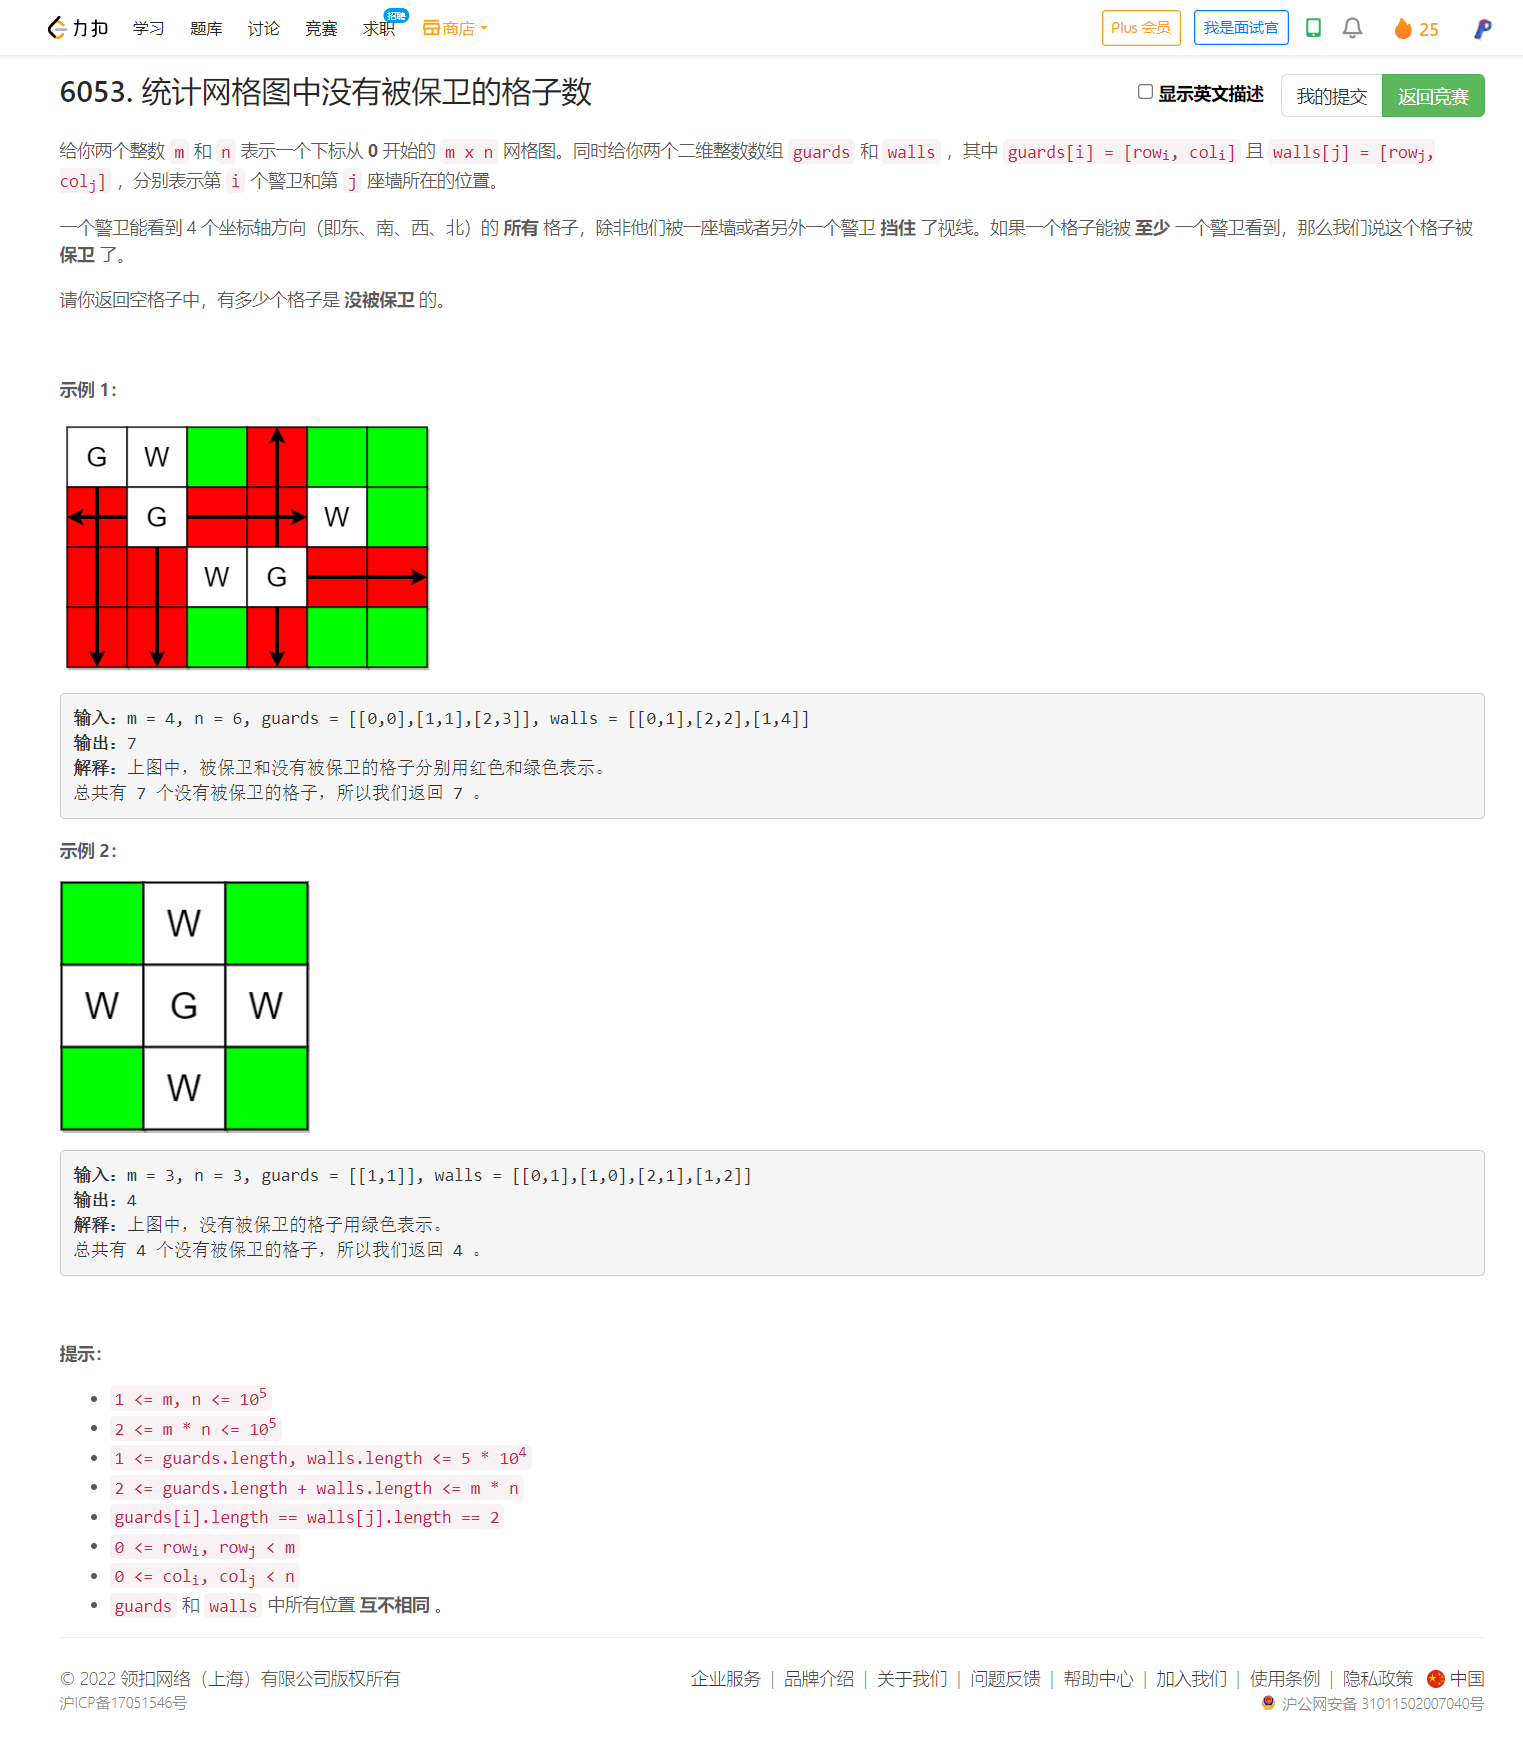 力扣 学习 题库 讨论 竞赛 求职 招聘 商店 Plus 会员 我是面试官 25
6053. 统计网格图中没有被保卫的格子数 显示英文描述 我的提交 返回竞赛
给你两个整数 m 和 n 表示一个下标从 0 开始的 m x n 网格图。同时给你两个二维整数数组 guards 和 walls ，其中 guards[i] = [rowi, coli] 且 walls[j] = [rowj,
colj] ，分别表示第 i 个警卫和第 j 座墙所在的位置。
一个警卫能看到 4 个坐标轴方向（即东、南、西、北）的 所有 格子，除非他们被一座墙或者另外一个警卫 挡住 了视线。如果一个格子能被 至少 一个警卫看到，那么我们说这个格子被
保卫 了。
请你返回空格子中，有多少个格子是 没被保卫 的。
示例 1：
G W
G W
W G
输入：m = 4, n = 6, guards = [[0,0],[1,1],[2,3]], walls = [[0,1],[2,2],[1,4]]
输出：7
解释：上图中，被保卫和没有被保卫的格子分别用红色和绿色表示。
总共有 7 个没有被保卫的格子，所以我们返回 7 。
示例 2：
W
W G W
W
输入：m = 3, n = 3, guards = [[1,1]], walls = [[0,1],[1,0],[2,1],[1,2]]
输出：4
解释：上图中，没有被保卫的格子用绿色表示。
总共有 4 个没有被保卫的格子，所以我们返回 4 。
提示：
1 <= m, n <= 10^5
2 <= m * n <= 10^5
1 <= guards.length, walls.length <= 5 * 10^4
2 <= guards.length + walls.length <= m * n
guards[i].length == walls[j].length == 2
0 <= rowi, rowj < m
0 <= coli, colj < n
guards 和 walls 中所有位置 互不相同 。
© 2022 领扣网络（上海）有限公司版权所有 企业服务 | 品牌介绍 | 关于我们 | 问题反馈 | 帮助中心 | 加入我们 | 使用条例 | 隐私政策 中国
沪ICP备17051546号 沪公网安备 31011502007040号